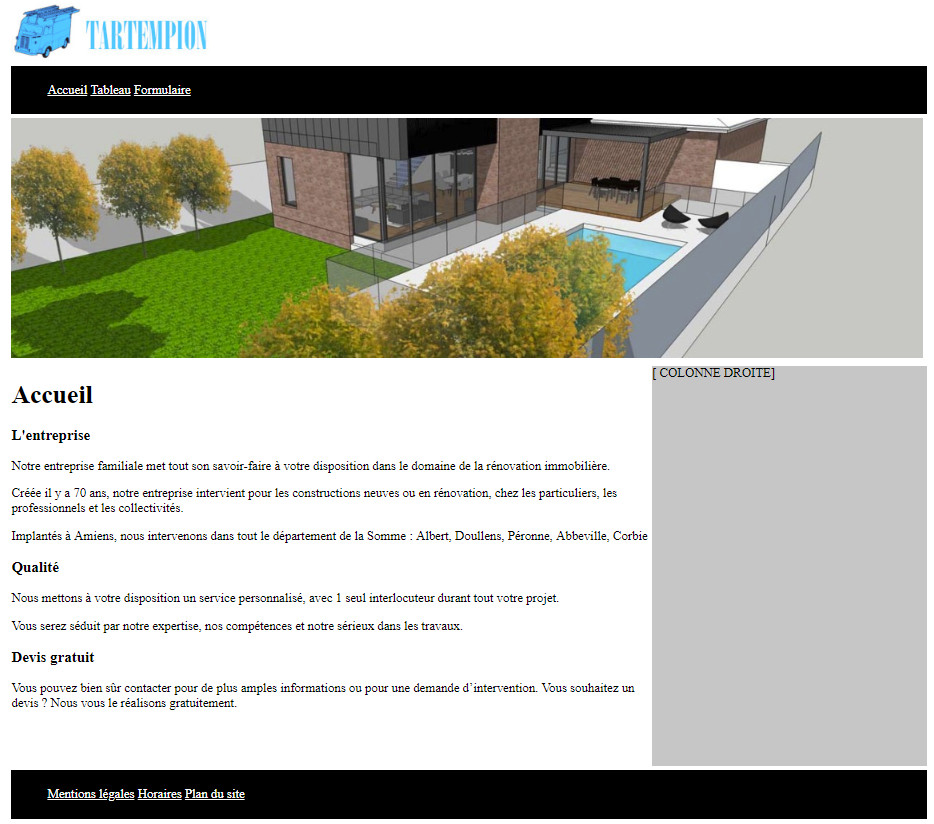 TARTEMPION
Accueil Tableau Formulaire
Accueil
L'entreprise
Notre entreprise familiale met tout son savoir-faire à votre disposition dans le domaine de la rénovation immobilière.
Créée il y a 70 ans, notre entreprise intervient pour les constructions neuves ou en rénovation, chez les particuliers, les
professionnels et les collectivités.
Implantés à Amiens, nous intervenons dans tout le département de la Somme : Albert, Doullens, Péronne, Abbeville, Corbie
Qualité
Nous mettons à votre disposition un service personnalisé, avec 1 seul interlocuteur durant tout votre projet.
Vous serez séduit par notre expertise, nos compétences et notre sérieux dans les travaux.
Devis gratuit
Vous pouvez bien sûr contacter pour de plus amples informations ou pour une demande d’intervention. Vous souhaitez un
devis ? Nous vous le réalisons gratuitement.
[ COLONNE DROITE]
Mentions légales Horaires Plan du site